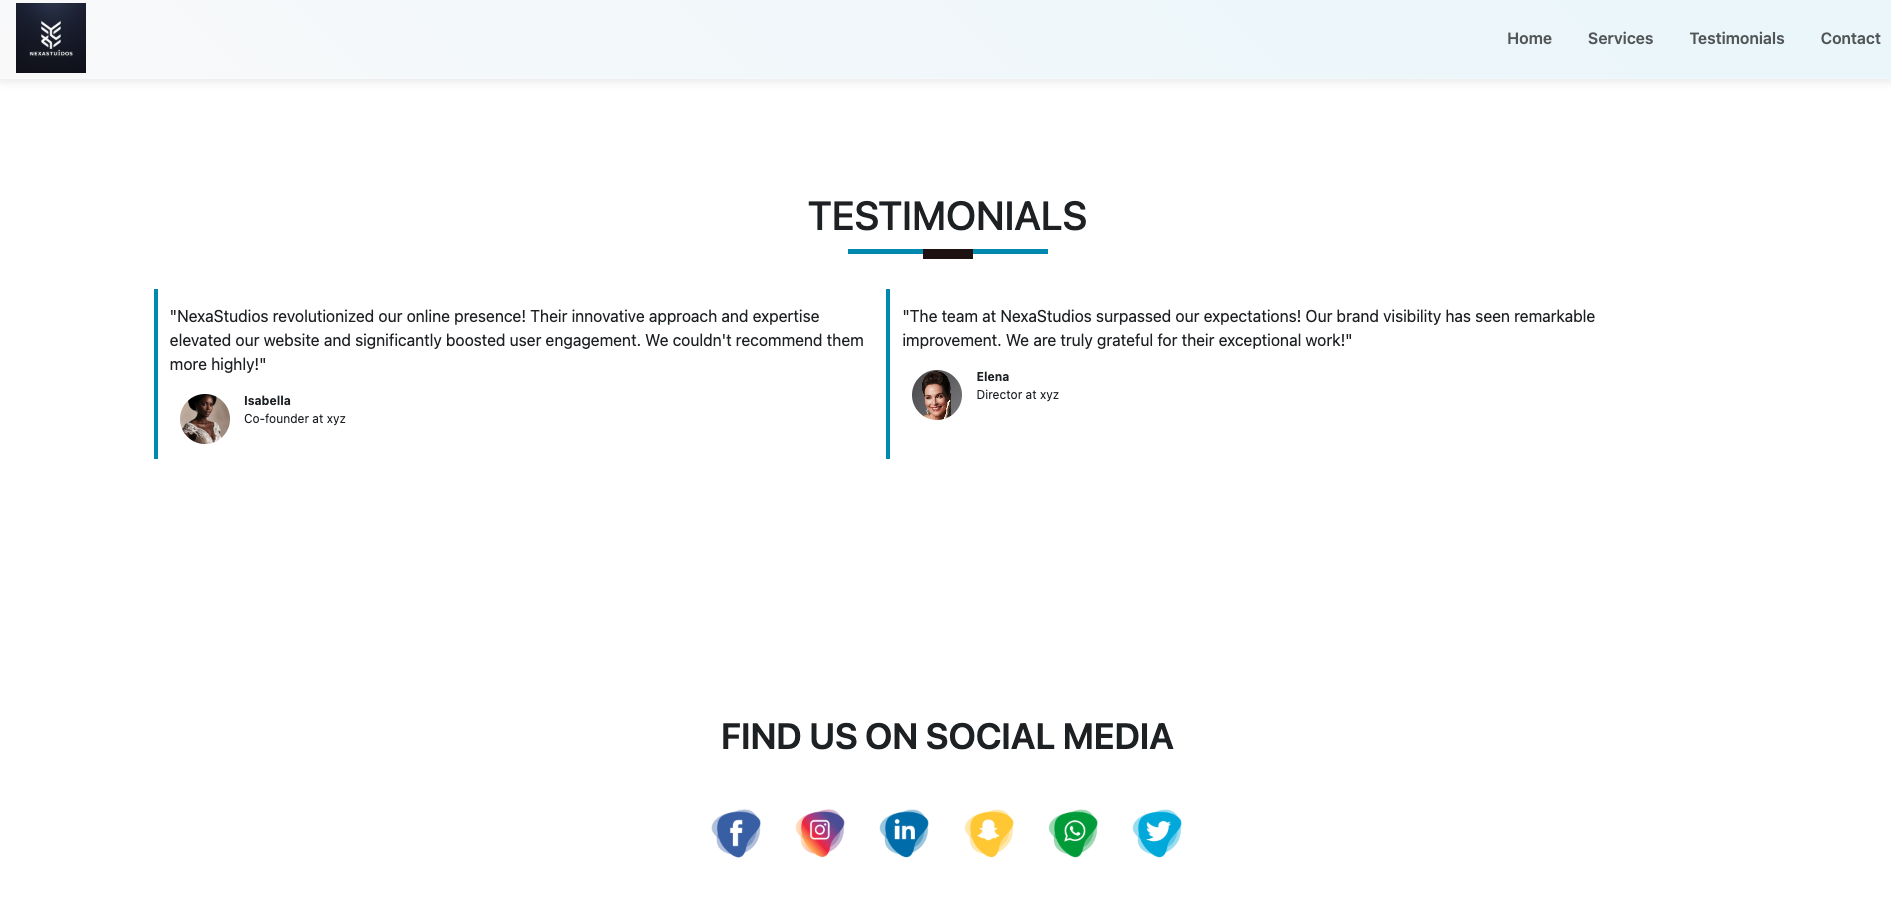 NEXASTUIDOS
Home Services Testimonials Contact
TESTIMONIALS
"NexaStudios revolutionized our online presence! Their innovative approach and expertise
elevated our website and significantly boosted user engagement. We couldn't recommend them
more highly!"
Isabella
Co-founder at xyz
"The team at NexaStudios surpassed our expectations! Our brand visibility has seen remarkable
improvement. We are truly grateful for their exceptional work!"
Elena
Director at xyz
FIND US ON SOCIAL MEDIA
f
in